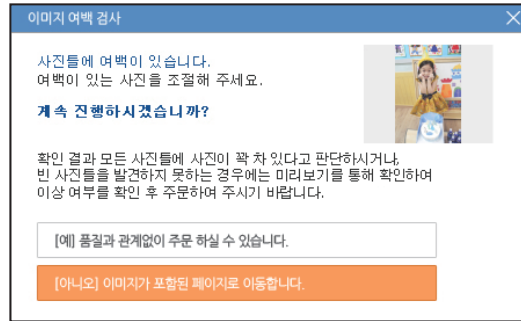 이미지 여백 검사
사진틀에 여백이 있습니다.
여백이 있는 사진을 조절해 주세요.
계속 진행하시겠습니까?
확인 결과 모든 사진틀에 사진이 꽉 차 있다고 판단하시거나,
빈 사진틀을 발견하지 못하는 경우에는 미리보기를 통해 확인하여
이상 여부를 확인 후 주문하여 주시기 바랍니다.
[예] 품질과 관계없이 주문 하실 수 있습니다.
[아니오] 이미지가 포함된 페이지로 이동합니다.